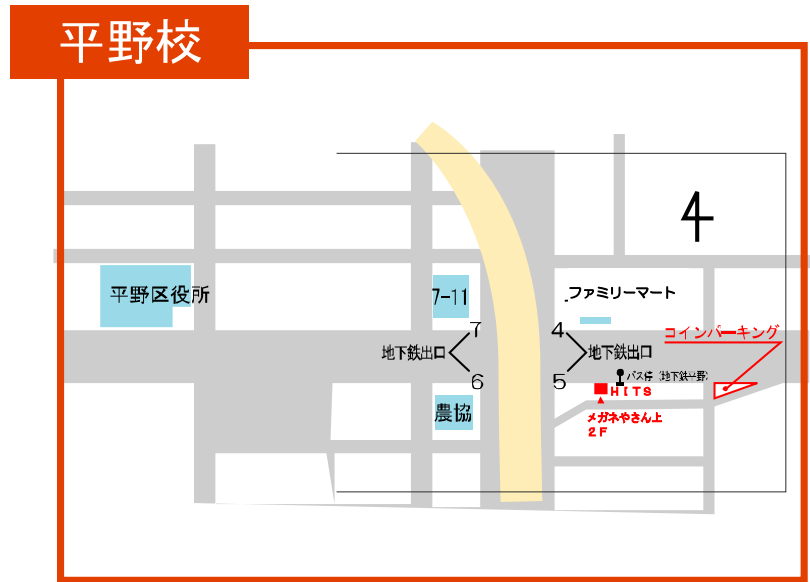 平野校
平野区役所
7-11
ファミリーマート
7
4
コインパーキング
地下鉄出口
地下鉄出口
6
5
バス停（地下鉄平野）
HITS
農協
メガネやさん上
2F